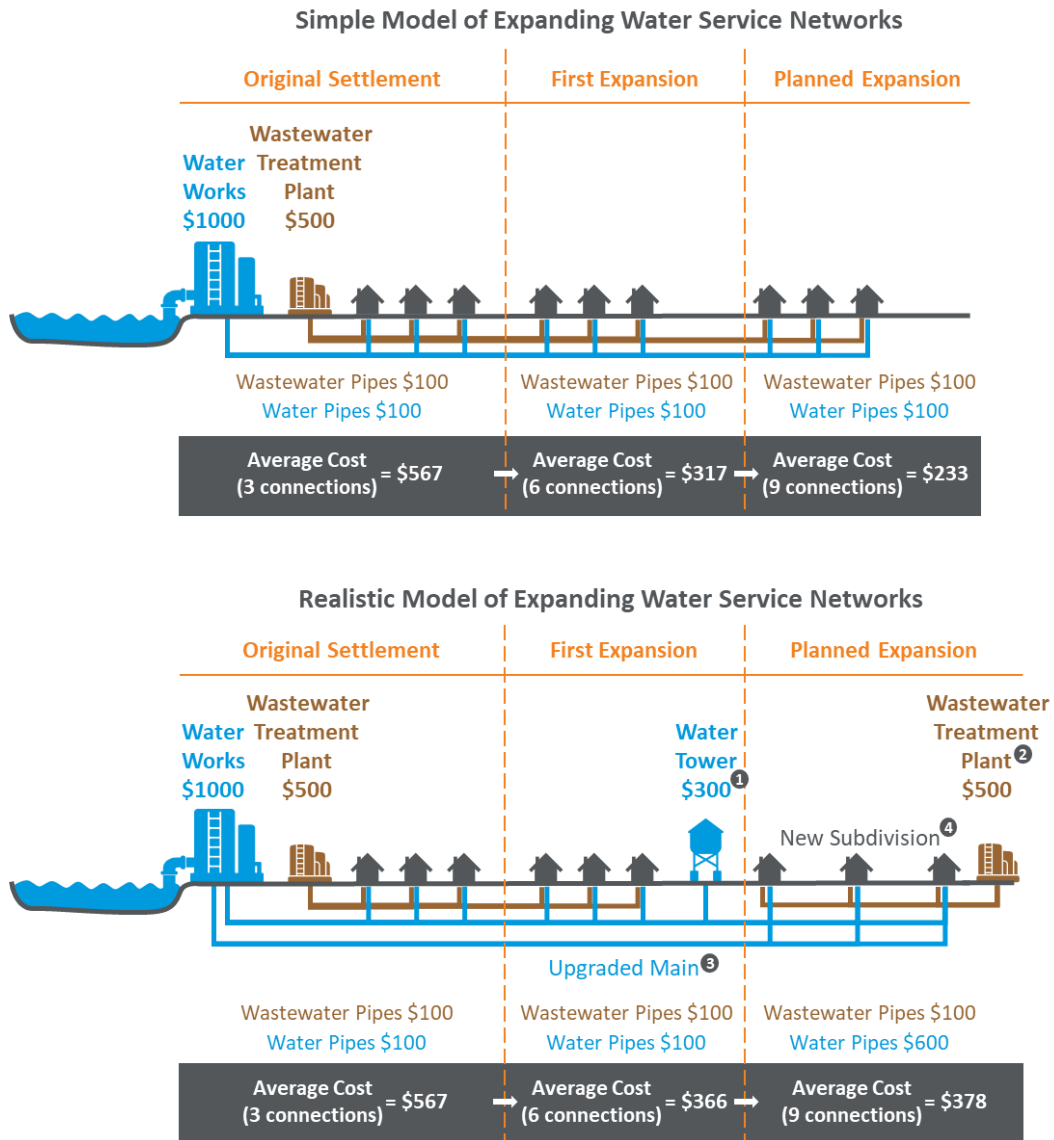 Simple Model of Expanding Water Service Networks
Original Settlement
First Expansion
Planned Expansion
Water
Works
$1000
Wastewater
Treatment
Plant
$500
Wastewater Pipes $100
Water Pipes $100
Wastewater Pipes $100
Water Pipes $100
Wastewater Pipes $100
Water Pipes $100
Average Cost
(3 connections) = $567
Average Cost
(6 connections) = $317
Average Cost
(9 connections) = $233
Realistic Model of Expanding Water Service Networks
Original Settlement
First Expansion
Planned Expansion
Water
Works
$1000
Wastewater
Treatment
Plant
$500
Water
Tower
$300 1
Wastewater
Treatment
Plant 2
$500
New Subdivision 4
Upgraded Main 3
Wastewater Pipes $100
Water Pipes $100
Wastewater Pipes $100
Water Pipes $100
Wastewater Pipes $100
Water Pipes $600
Average Cost
(3 connections) = $567
Average Cost
(6 connections) = $366
Average Cost
(9 connections) = $378